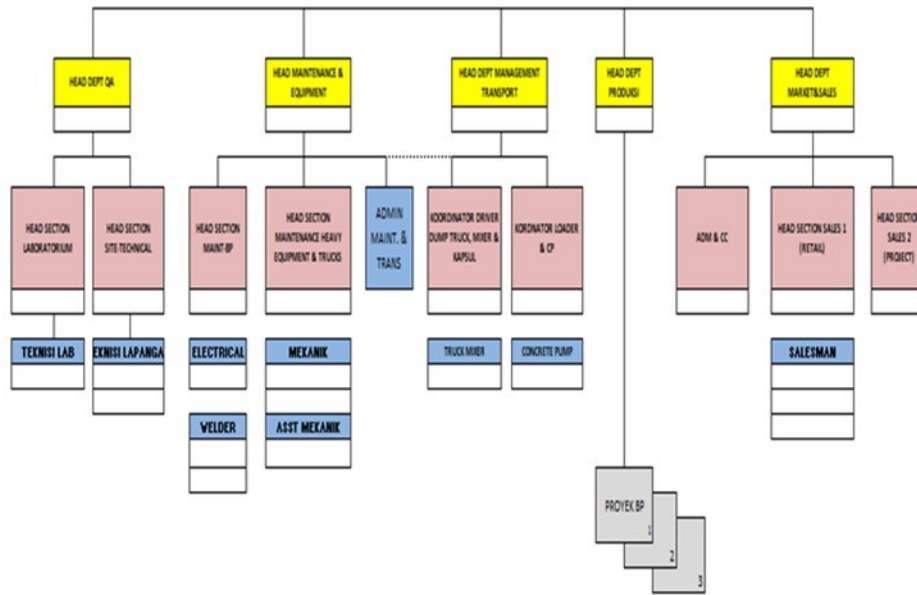 HEAD DEPT QA
HEAD MAINTENANCE &
EQUIPMENT
HEAD DEPT MANAGEMENT
TRANSPORT
HEAD DEPT
PRODUKSI
HEAD DEPT
MARKET&SALES
HEAD SECTION
LABORATORIUM
HEAD SECTION
SITE-TECHNICAL
HEAD SECTION
MAINT-BP
HEAD SECTION
MAINTENANCE HEAVY
EQUIPMENT & TRUCKS
ADMIN
MAINT. &
TRANS
KOORDINATOR DRIVER
DUMP TRUCK, MIXER &
KAPSUL
KORDNATOR LOADER
& CP
ADM & CC
HEAD SECTION SALES 1
(RETAIL)
HEAD SECTION
SALES 2
(PROJECT)
TEKNISI LAB
EKNISI LAPANGA
ELECTRICAL
MEKANIK
TRUCK MIXER
CONCRETE PUMP
SALESMAN
WELDER
ASST MEKANIK
PROYEK BP
1
2
3